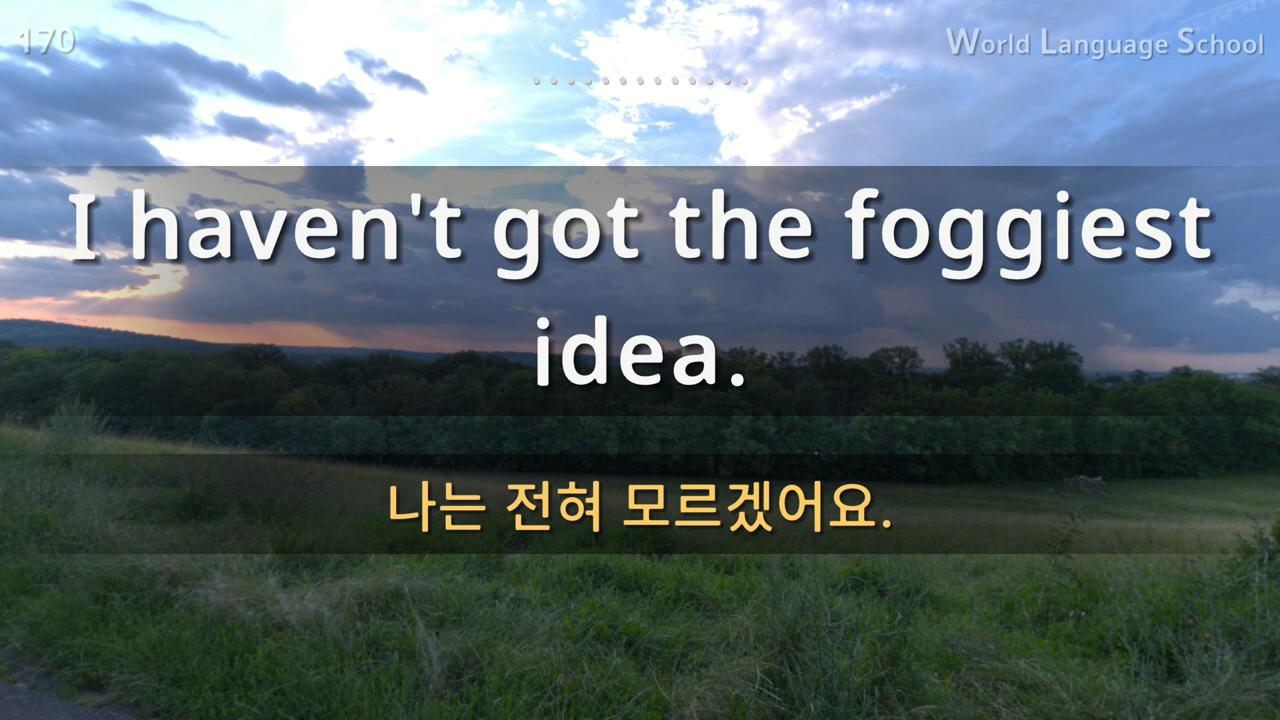 170
World Language School
I haven't got the foggiest
idea.
나는 전혀 모르겠어요.